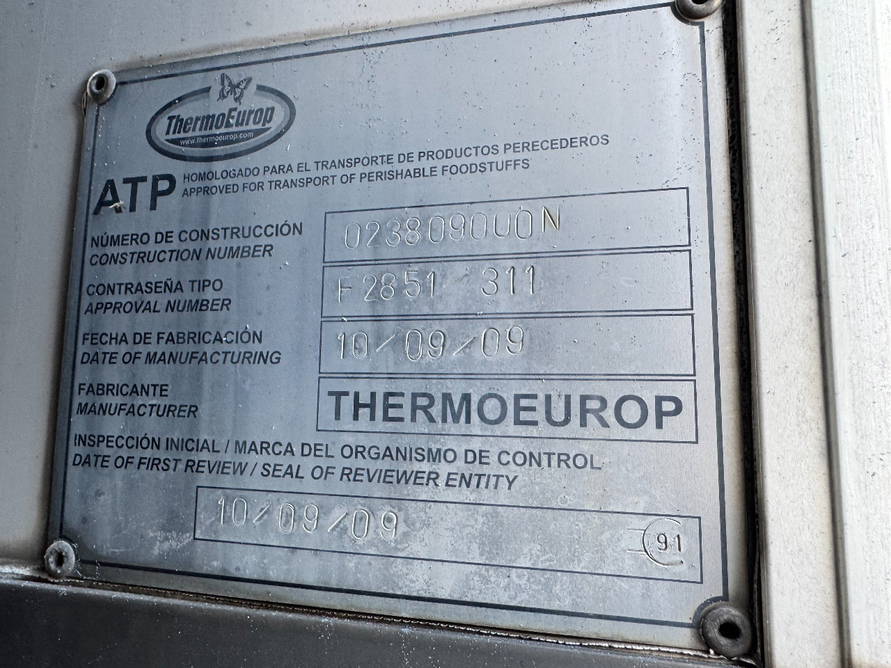 ThermoEurop
www.thermoeurop.com
ATP
HOMOLOGADO PARA EL TRANSPORTE DE PRODUCTOS PERECEDEROS
APPROVED FOR TRANSPORT OF PERISHABLE FOODSTUFFS
NÚMERO DE CONSTRUCCIÓN
CONSTRUCTION NUMBER
0238090U0N
CONTRASEÑA TIPO
APPROVAL NUMBER
F 2851 311
FECHA DE FABRICACIÓN
DATE OF MANUFACTURING
10/09/09
FABRICANTE
MANUFACTURER
THERMOEUROP
INSPECCIÓN INICIAL / MARCA DEL ORGANISMO DE CONTROL
DATE OF FIRST REVIEW / SEAL OF REVIEWER ENTITY
10/09/09
91